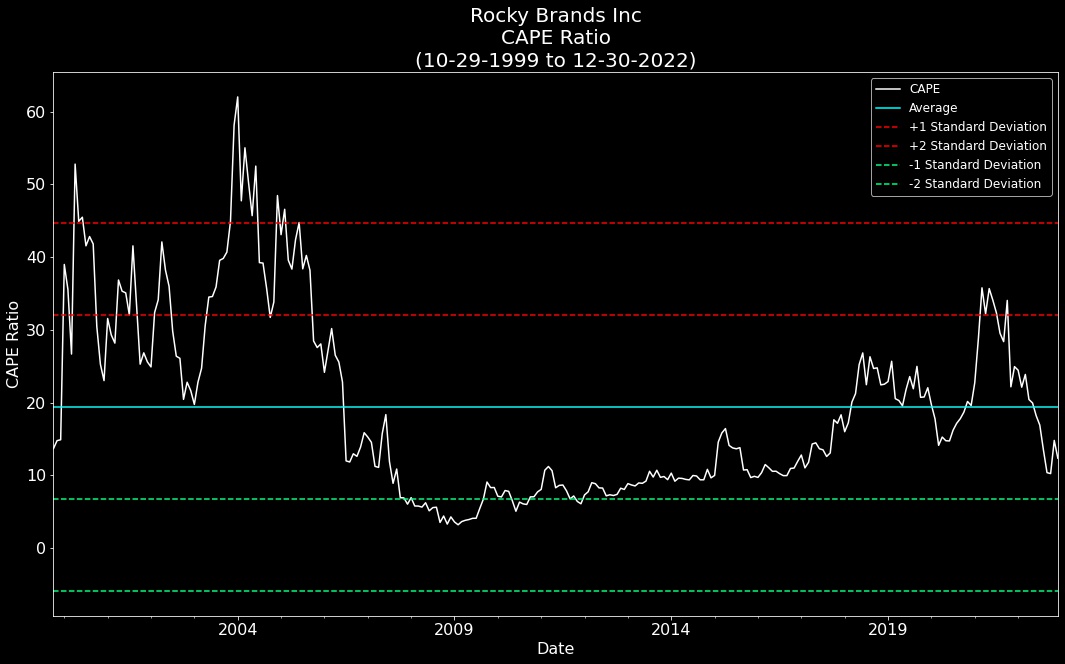 Rocky Brands Inc
CAPE Ratio
(10-29-1999 to 12-30-2022)
CAPE
Average
+1 Standard Deviation
+2 Standard Deviation
-1 Standard Deviation
-2 Standard Deviation
CAPE Ratio
60
50
40
30
20
10
0
2004
2009
2014
2019
Date